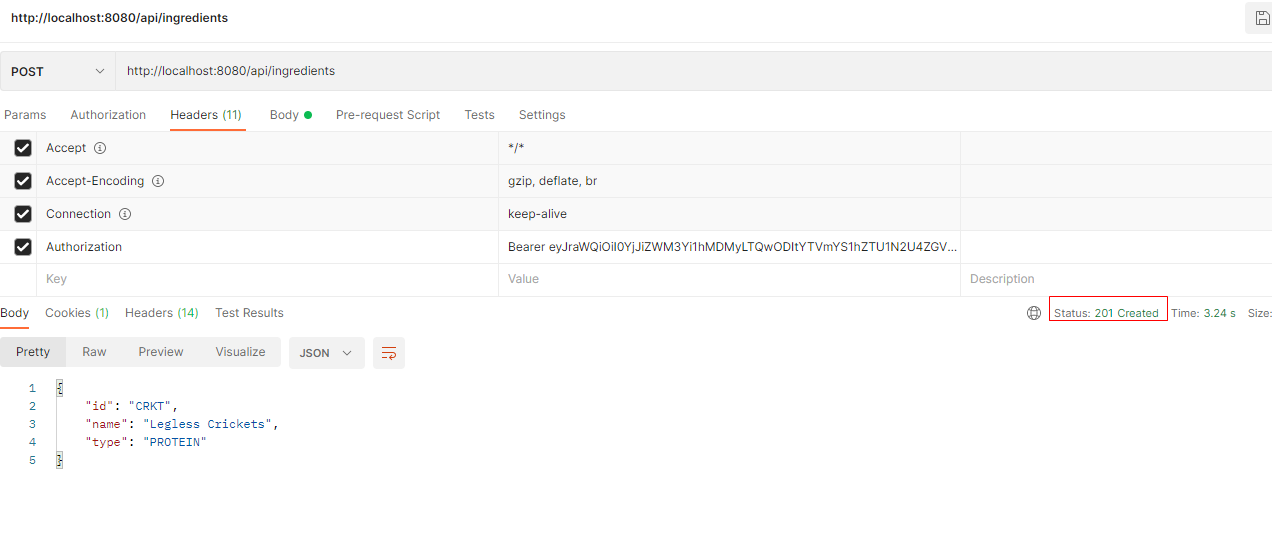 http://localhost:8080/api/ingredients
POST http://localhost:8080/api/ingredients
Params Authorization Headers (11) Body Pre-request Script Tests Settings
Accept */*
Accept-Encoding gzip, deflate, br
Connection keep-alive
Authorization Bearer eyJraWQiOiI0YjJiZWM3Yi1hMDMyLTQwODItYTVmYS1hZTU1N2U4ZGV...
Key Value Description
Body Cookies (1) Headers (14) Test Results Status: 201 Created Time: 3.24 s Size:
Pretty Raw Preview Visualize JSON
1 {
2 "id": "CRKT",
3 "name": "Legless Crickets",
4 "type": "PROTEIN"
5 }